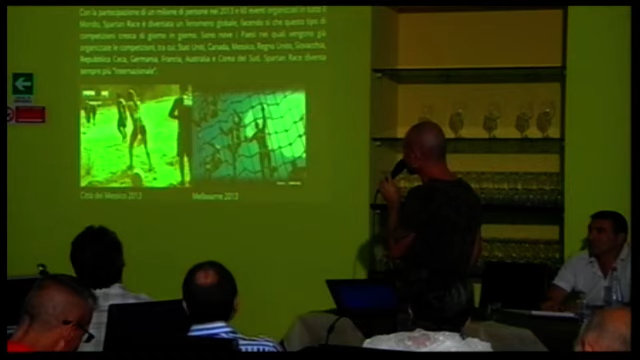 Con la partecipazione di un milione di persone nel 2013 e 60 eventi organizzati in tutto il
Mondo, Spartan Race è diventata un fenomeno globale, facendo sì che questo tipo di
competizioni cresca di giorno in giorno. Sono nove i Paesi nei quali vengono già
organizzate le competizioni, tra cui: Stati Uniti, Canada, Messico, Regno Unito, Slovacchia,
Repubblica Ceca, Germania, Francia, Australia e Corea del Sud. Spartan Race diventa
sempre più "Internazionale".
Città del Messico 2013
Melbourne 2013